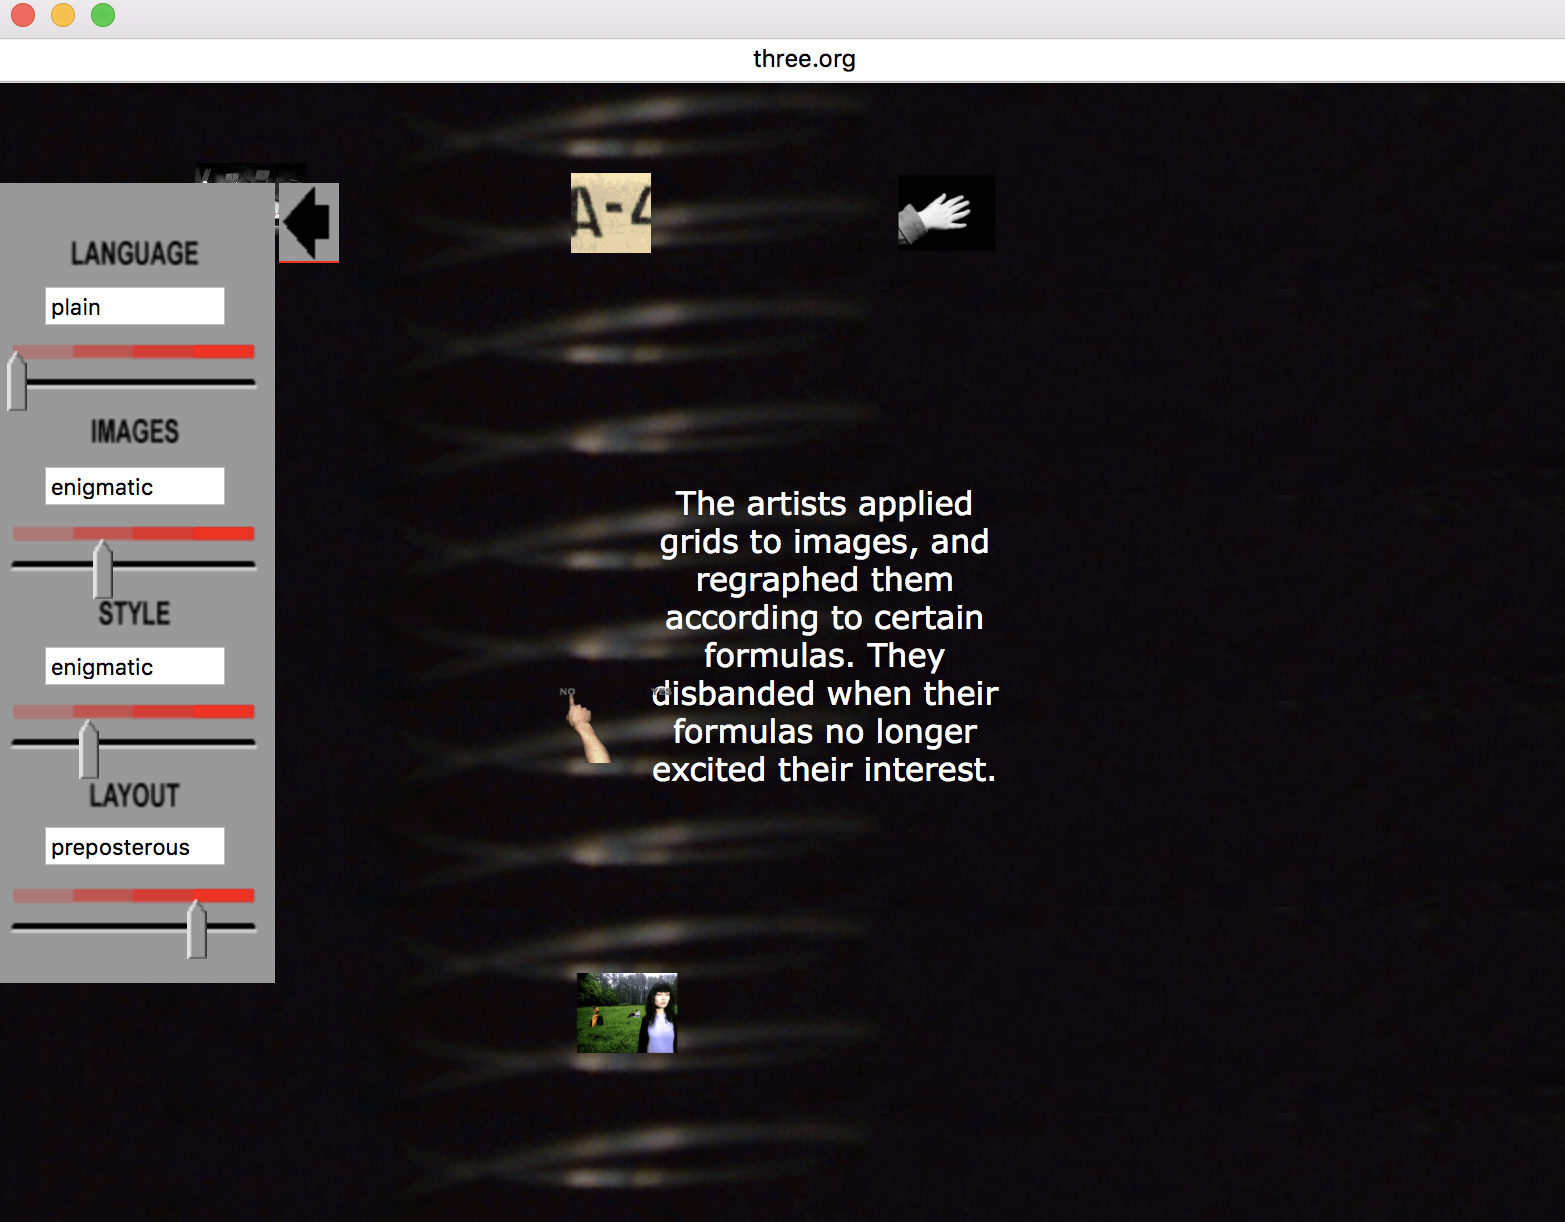 three.org
LANGUAGE
plain
IMAGES
enigmatic
STYLE
enigmatic
LAYOUT
preposterous
A-4
The artists applied
grids to images, and
regraphed them
according to certain
formulas. They
disbanded when their
formulas no longer
excited their interest.
NO
YES